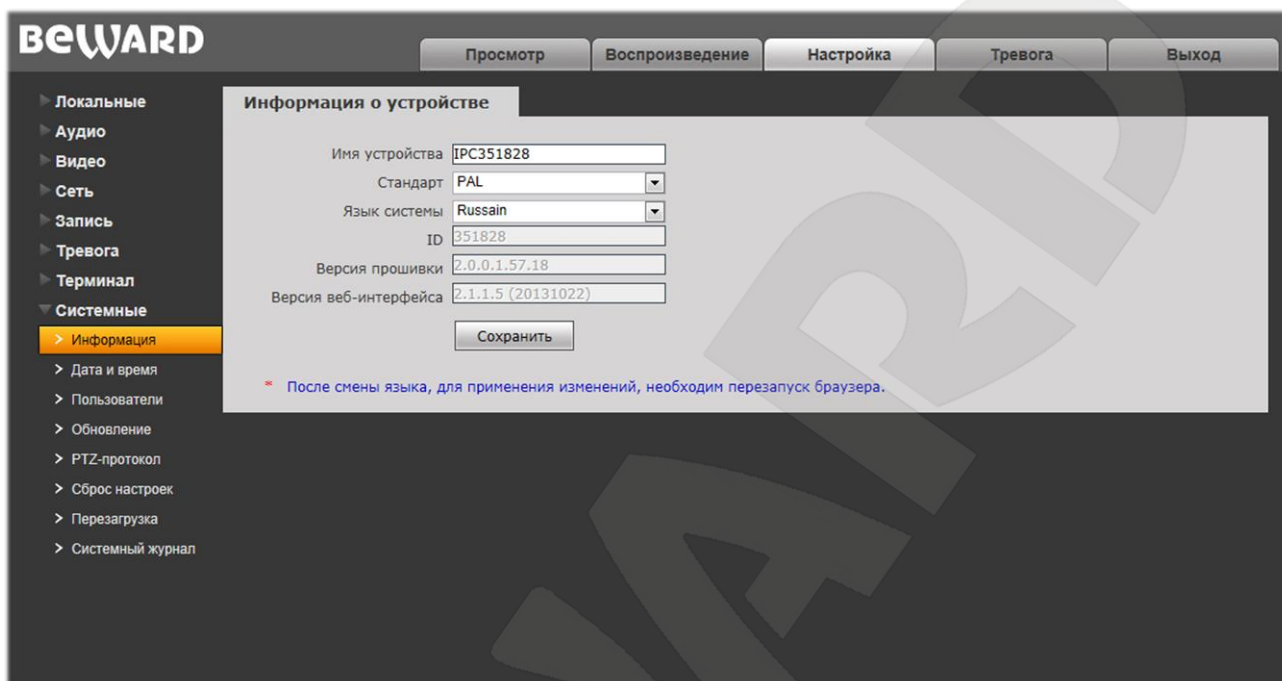 BEWARD
Просмотр Воспроизведение Настройка Тревога Выход
Локальные
Аудио
Видео
Сеть
Запись
Тревога
Терминал
Системные
> Информация
> Дата и время
> Пользователи
> Обновление
> PTZ-протокол
> Сброс настроек
> Перезагрузка
> Системный журнал
Информация о устройстве
Имя устройства IPC351828
Стандарт PAL
Язык системы Russain
ID 351828
Версия прошивки 2.0.0.1.57.18
Версия веб-интерфейса 2.1.1.5 (20131022)
Сохранить
* После смены языка, для применения изменений, необходим перезапуск браузера.